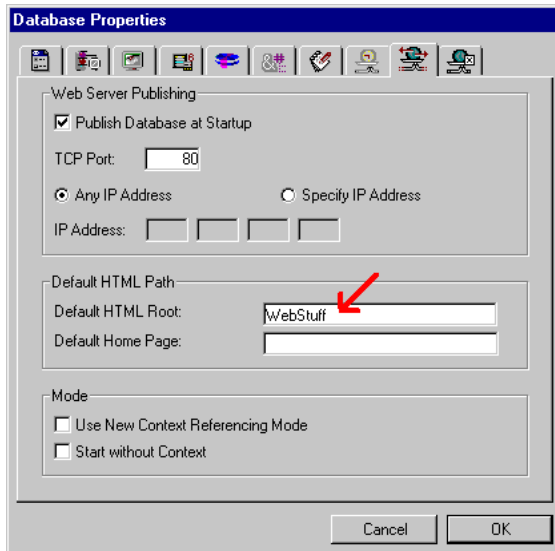 Database Properties
&#
Web Server Publishing
Publish Database at Startup
TCP Port: 80
Any IP Address Specify IP Address
IP Address:
Default HTML Path
Default HTML Root: WebStuff
Default Home Page:
Mode
Use New Context Referencing Mode
Start without Context
Cancel OK